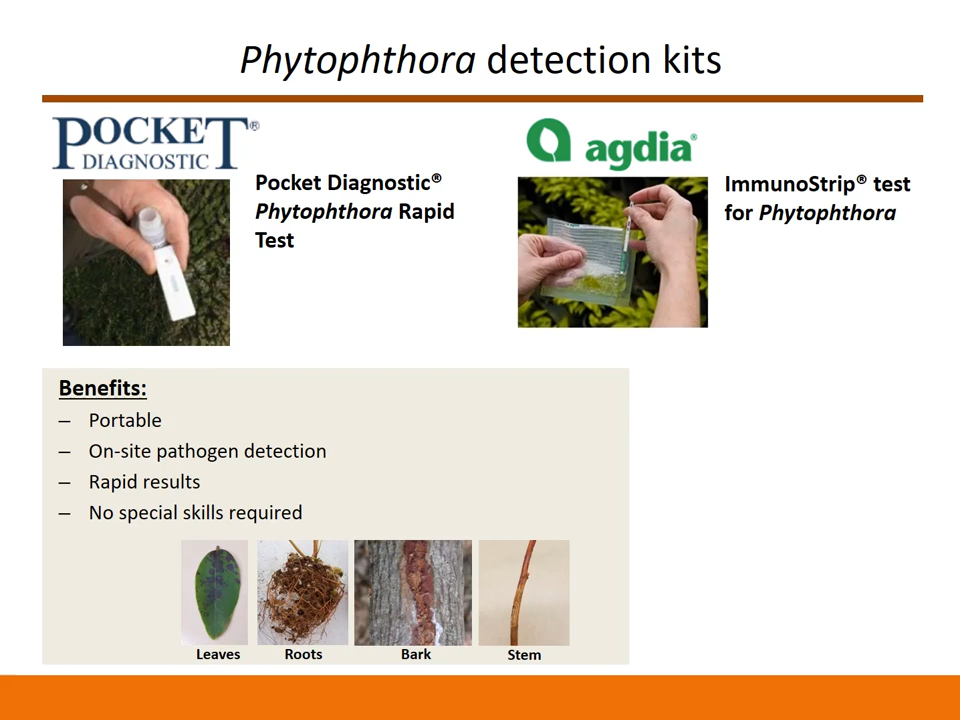 Phytophthora detection kits
POCKET®
DIAGNOSTIC
Pocket Diagnostic®
Phytophthora Rapid
Test
agdia®
ImmunoStrip® test
for Phytophthora
Benefits:
– Portable
– On-site pathogen detection
– Rapid results
– No special skills required
Leaves Roots Bark Stem